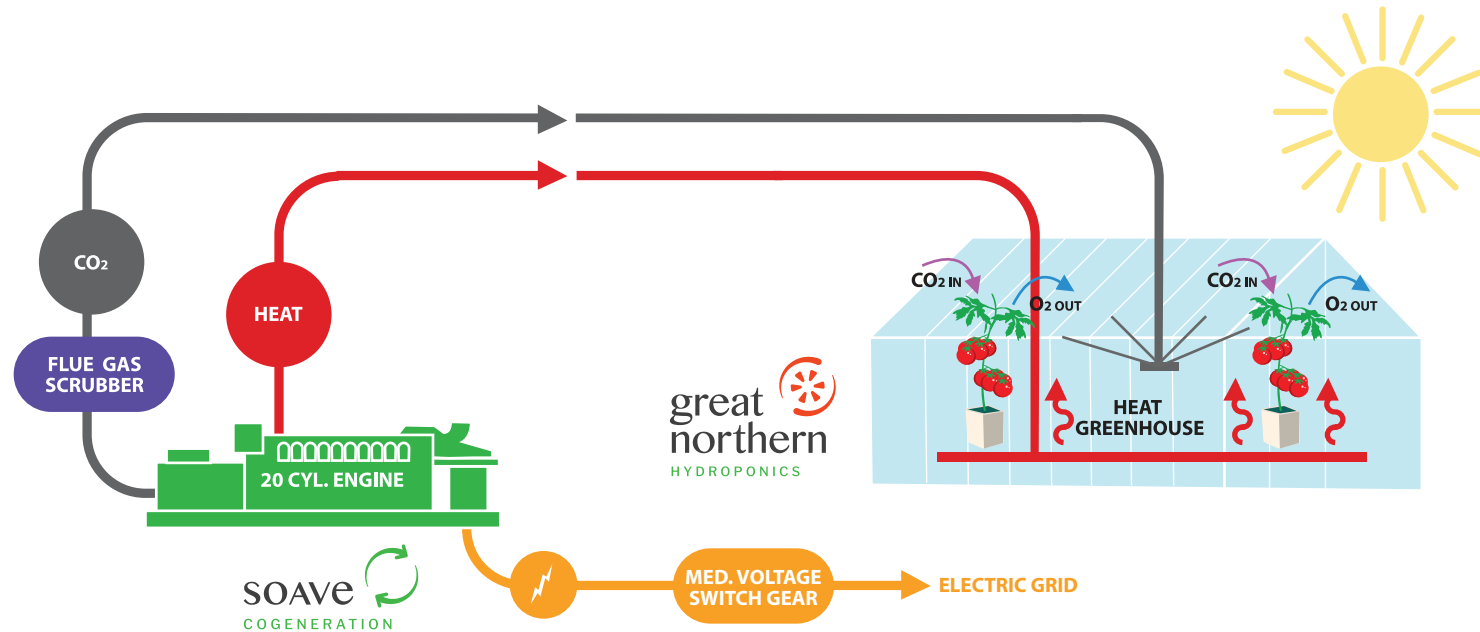 CO₂
HEAT
FLUE GAS
SCRUBBER
20 CYL. ENGINE
soave
COGENERATION
MED. VOLTAGE
SWITCH GEAR
ELECTRIC GRID
great
northern
HYDROPONICS
CO₂ IN
O₂ OUT
CO₂ IN
O₂ OUT
HEAT
GREENHOUSE